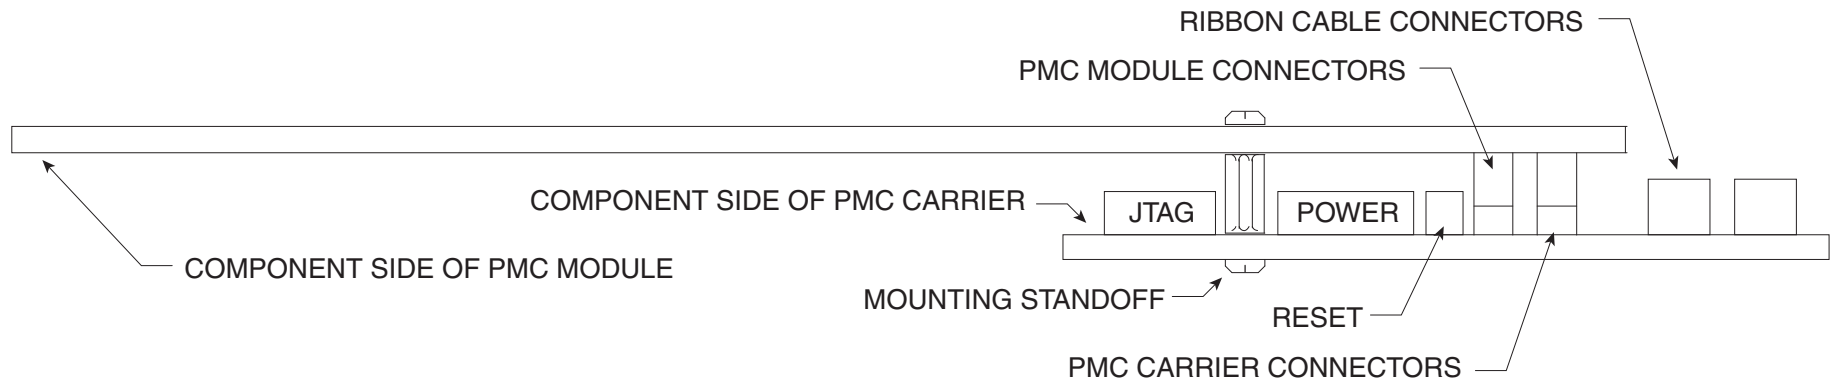 RIBBON CABLE CONNECTORS
PMC MODULE CONNECTORS
COMPONENT SIDE OF PMC CARRIER
JTAG
POWER
COMPONENT SIDE OF PMC MODULE
MOUNTING STANDOFF
RESET
PMC CARRIER CONNECTORS